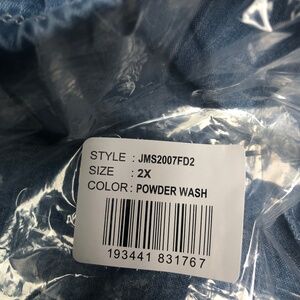 STYLE : JMS2007FD2
SIZE : 2X
COLOR : POWDER WASH
193441 831767